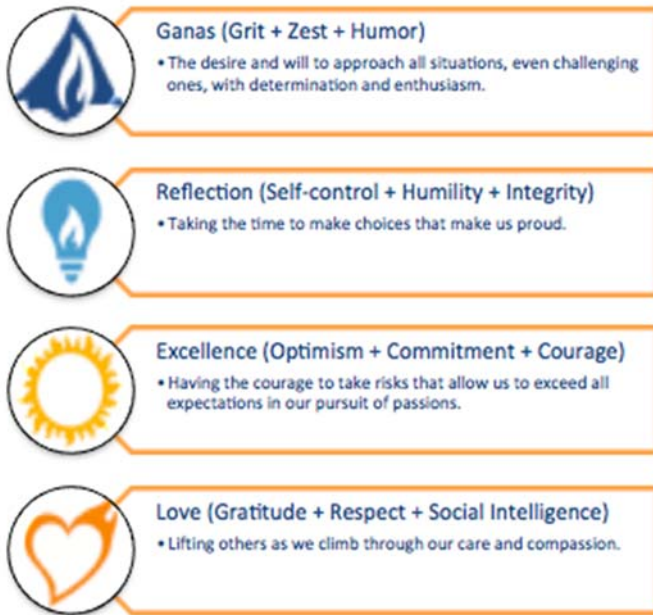 Ganas (Grit + Zest + Humor)
• The desire and will to approach all situations, even challenging
ones, with determination and enthusiasm.
Reflection (Self-control + Humility + Integrity)
• Taking the time to make choices that make us proud.
Excellence (Optimism + Commitment + Courage)
• Having the courage to take risks that allow us to exceed all
expectations in our pursuit of passions.
Love (Gratitude + Respect + Social Intelligence)
• Lifting others as we climb through our care and compassion.